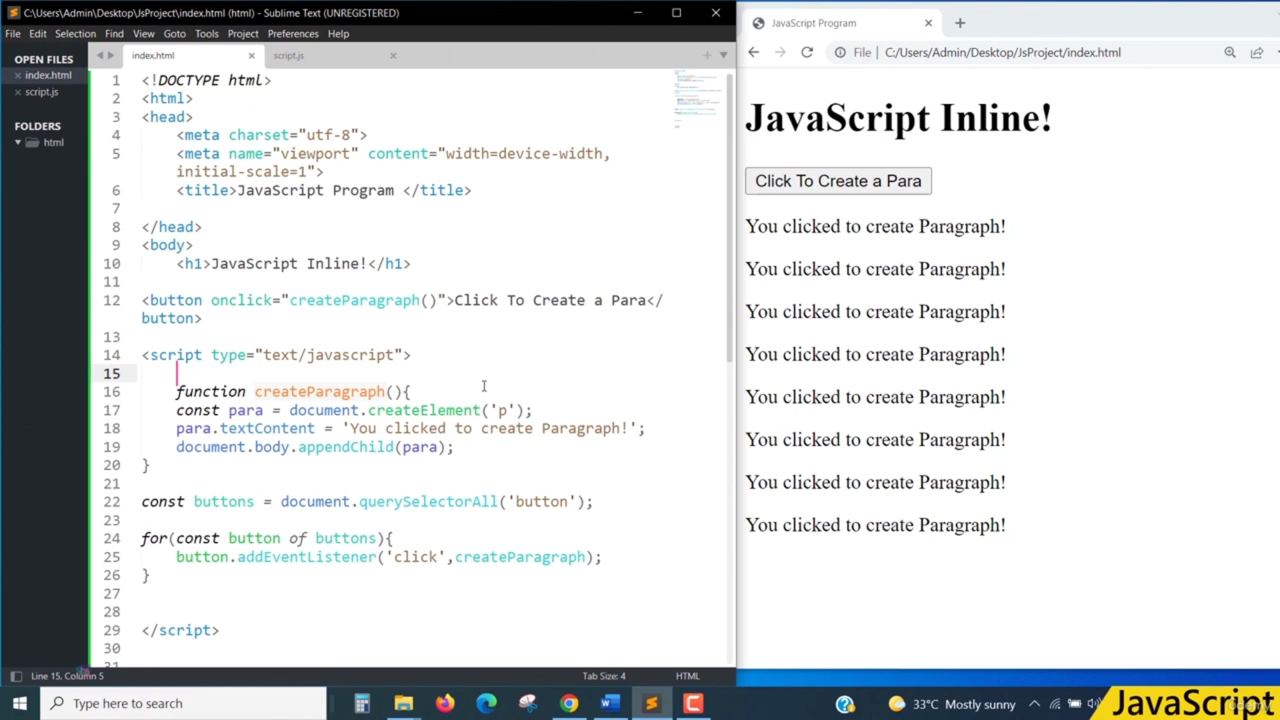 C:\Users\Admin\Desktop\JsProject\index.html (html) - Sublime Text (UNREGISTERED)
File Edit Selection Find View Goto Tools Project Preferences Help
OPEN FILES
index.html
script.js
FOLDERS
html
index.html
script.js
1 <!DOCTYPE html>
2 <html>
3 <head>
4 <meta charset="utf-8">
5 <meta name="viewport" content="width=device-width,
initial-scale=1">
6 <title>JavaScript Program </title>
7
8 </head>
9 <body>
10 <h1>JavaScript Inline!</h1>
11
12 <button onclick="createParagraph()">Click To Create a Para</
button>
13
14 <script type="text/javascript">
15
16 function createParagraph(){
17 const para = document.createElement('p');
18 para.textContent = 'You clicked to create Paragraph!';
19 document.body.appendChild(para);
20 }
21
22 const buttons = document.querySelectorAll('button');
23
24 for(const button of buttons){
25 button.addEventListener('click',createParagraph);
26 }
27
28
29 </script>
30
31
Line 15, Column 5
Tab Size: 4
HTML
JavaScript Program
File
C:/Users/Admin/Desktop/JsProject/index.html
JavaScript Inline!
Click To Create a Para
You clicked to create Paragraph!
You clicked to create Paragraph!
You clicked to create Paragraph!
You clicked to create Paragraph!
You clicked to create Paragraph!
You clicked to create Paragraph!
You clicked to create Paragraph!
You clicked to create Paragraph!
Type here to search
33°C Mostly sunny
JavaScript